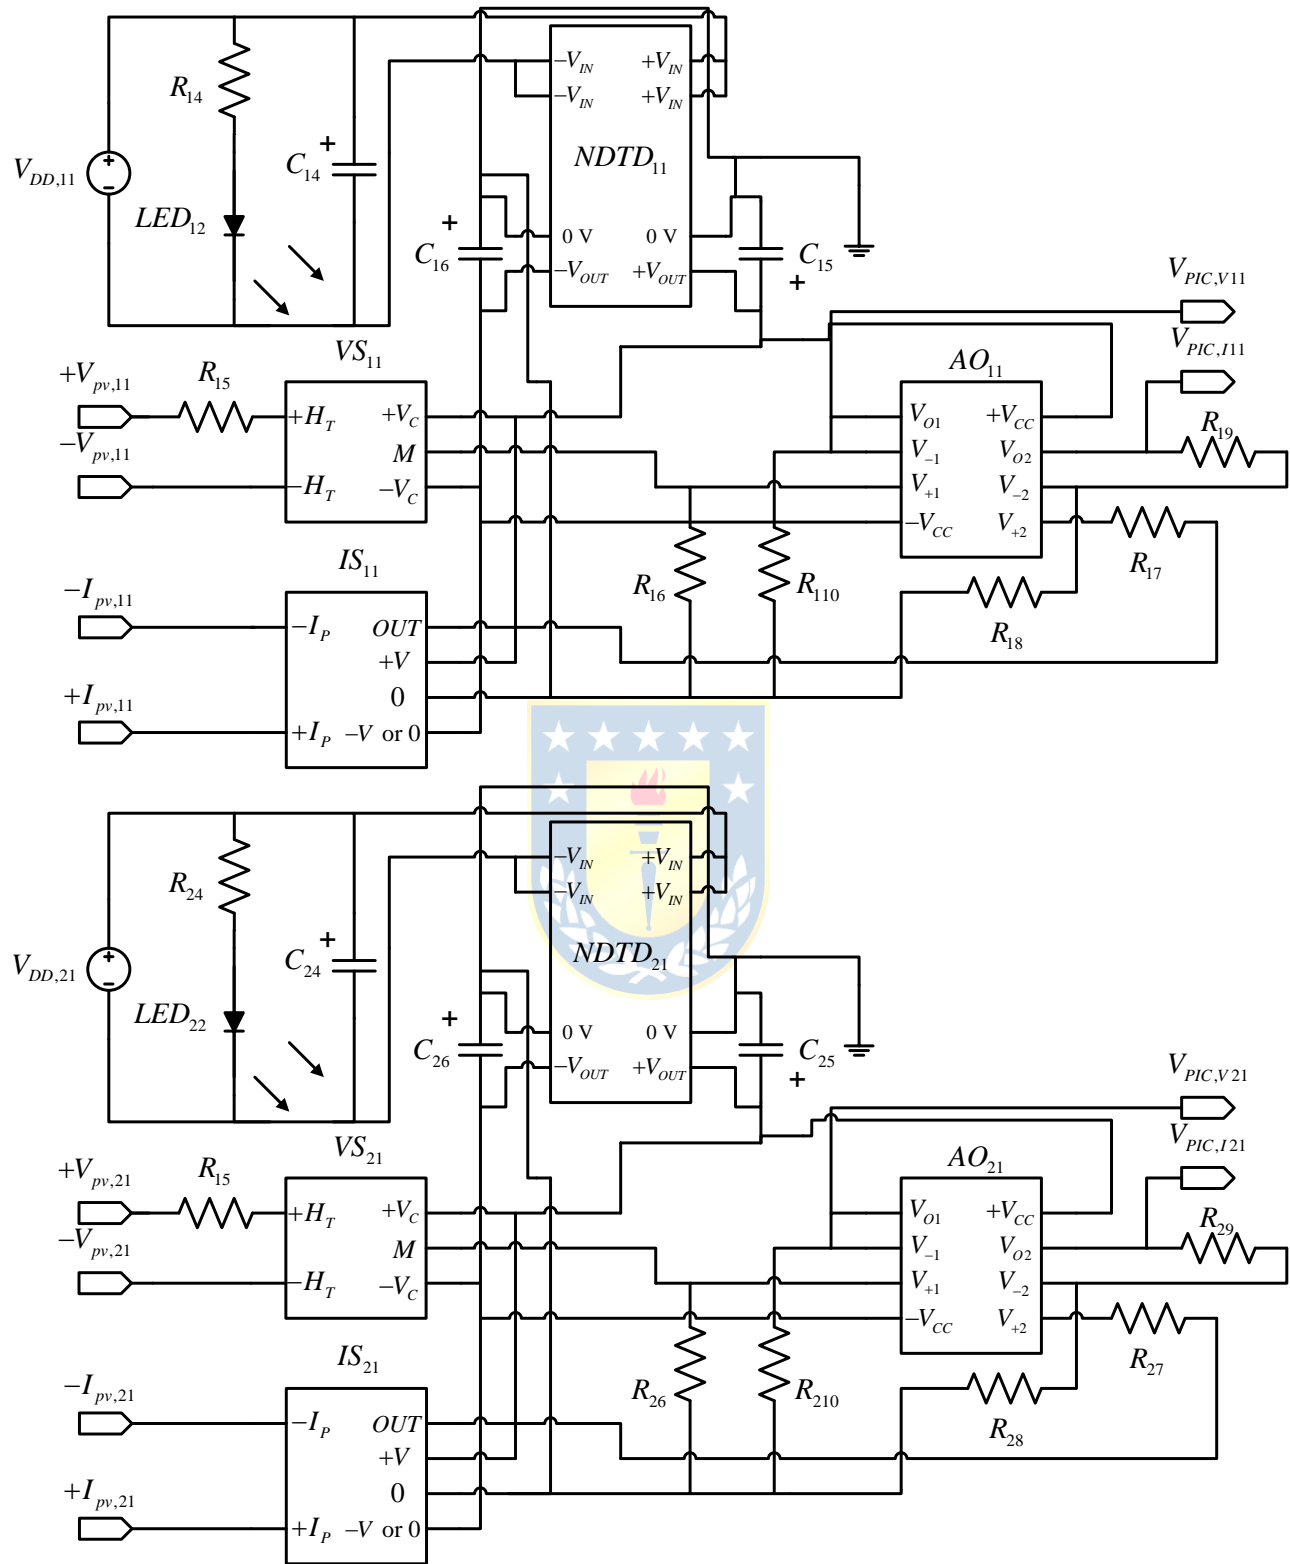 R14
VDD,11
C14
LED12
−VIN +VIN
−VIN +VIN
NDTD11
C16
0 V 0 V
−VOUT +VOUT
C15
VPIC,V11
VPIC,I11
VS11
+Vpv,11
R15
−Vpv,11
+HT +VC
M
−HT −VC
AO11
VO1 +VCC
V−1 VO2
V+1 V−2
−VCC V+2
R19
R17
R16
R110
R18
IS11
−Ipv,11
+Ipv,11
−IP OUT
+V
0
+IP −V or 0
R24
VDD,21
C24
LED22
−VIN +VIN
−VIN +VIN
NDTD21
C26
0 V 0 V
−VOUT +VOUT
C25
VPIC,V21
VPIC,I21
VS21
+Vpv,21
R15
−Vpv,21
+HT +VC
M
−HT −VC
AO21
VO1 +VCC
V−1 VO2
V+1 V−2
−VCC V+2
R29
R27
R26
R210
R28
IS21
−Ipv,21
+Ipv,21
−IP OUT
+V
0
+IP −V or 0